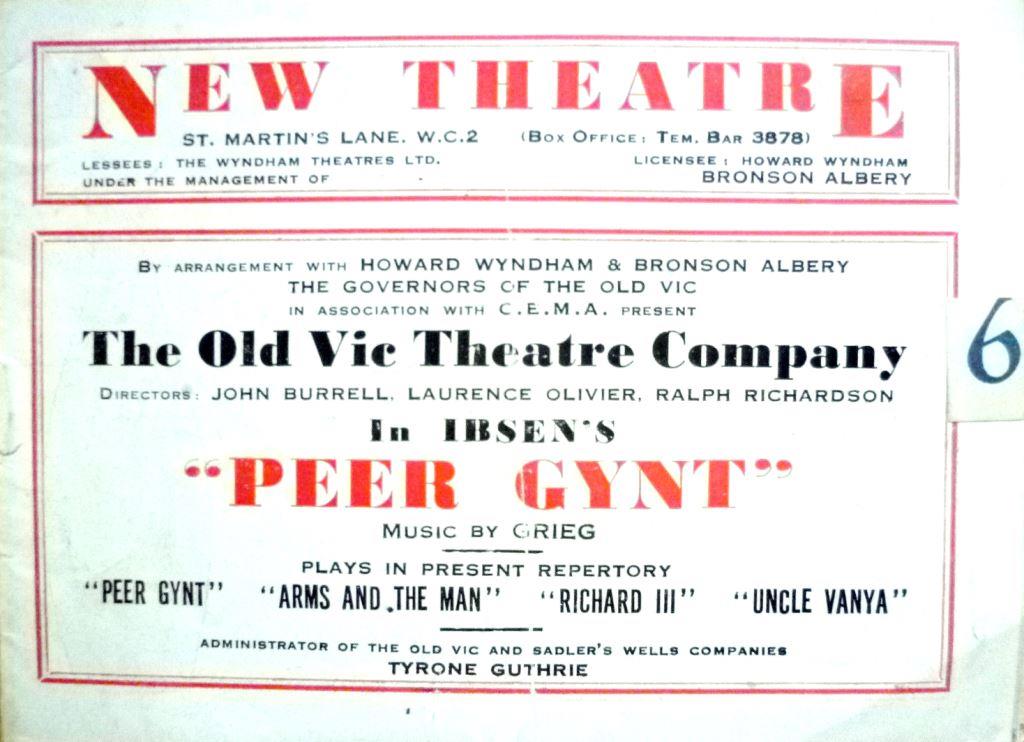 NEW THEATRE
ST. MARTIN'S LANE, W.C.2 (BOX OFFICE: TEM. BAR 3878)
LESSEES: THE WYNDHAM THEATRES LTD. LICENSEE: HOWARD WYNDHAM
UNDER THE MANAGEMENT OF BRONSON ALBERY
BY ARRANGEMENT WITH HOWARD WYNDHAM & BRONSON ALBERY
THE GOVERNORS OF THE OLD VIC
IN ASSOCIATION WITH C.E.M.A. PRESENT
The Old Vic Theatre Company
DIRECTORS: JOHN BURRELL, LAURENCE OLIVIER, RALPH RICHARDSON
In IBSEN'S
"PEER GYNT"
MUSIC BY GRIEG
PLAYS IN PRESENT REPERTORY
"PEER GYNT" "ARMS AND THE MAN" "RICHARD III" "UNCLE VANYA"
ADMINISTRATOR OF THE OLD VIC AND SADLER'S WELLS COMPANIES
TYRONE GUTHRIE
6